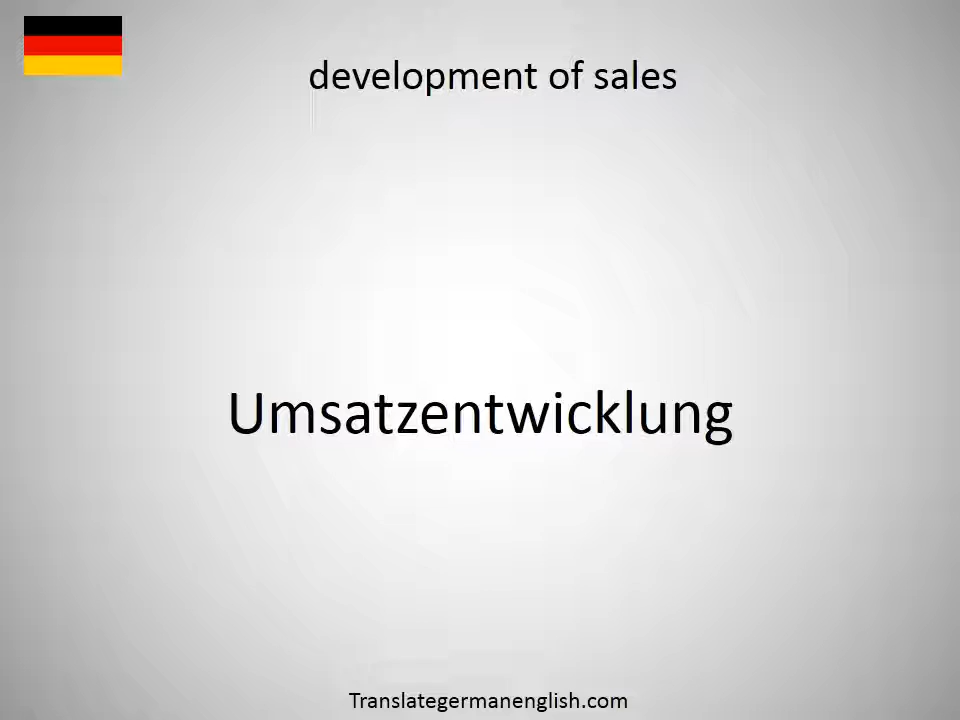 development of sales
Umsatzentwicklung
Translategermanenglish.com